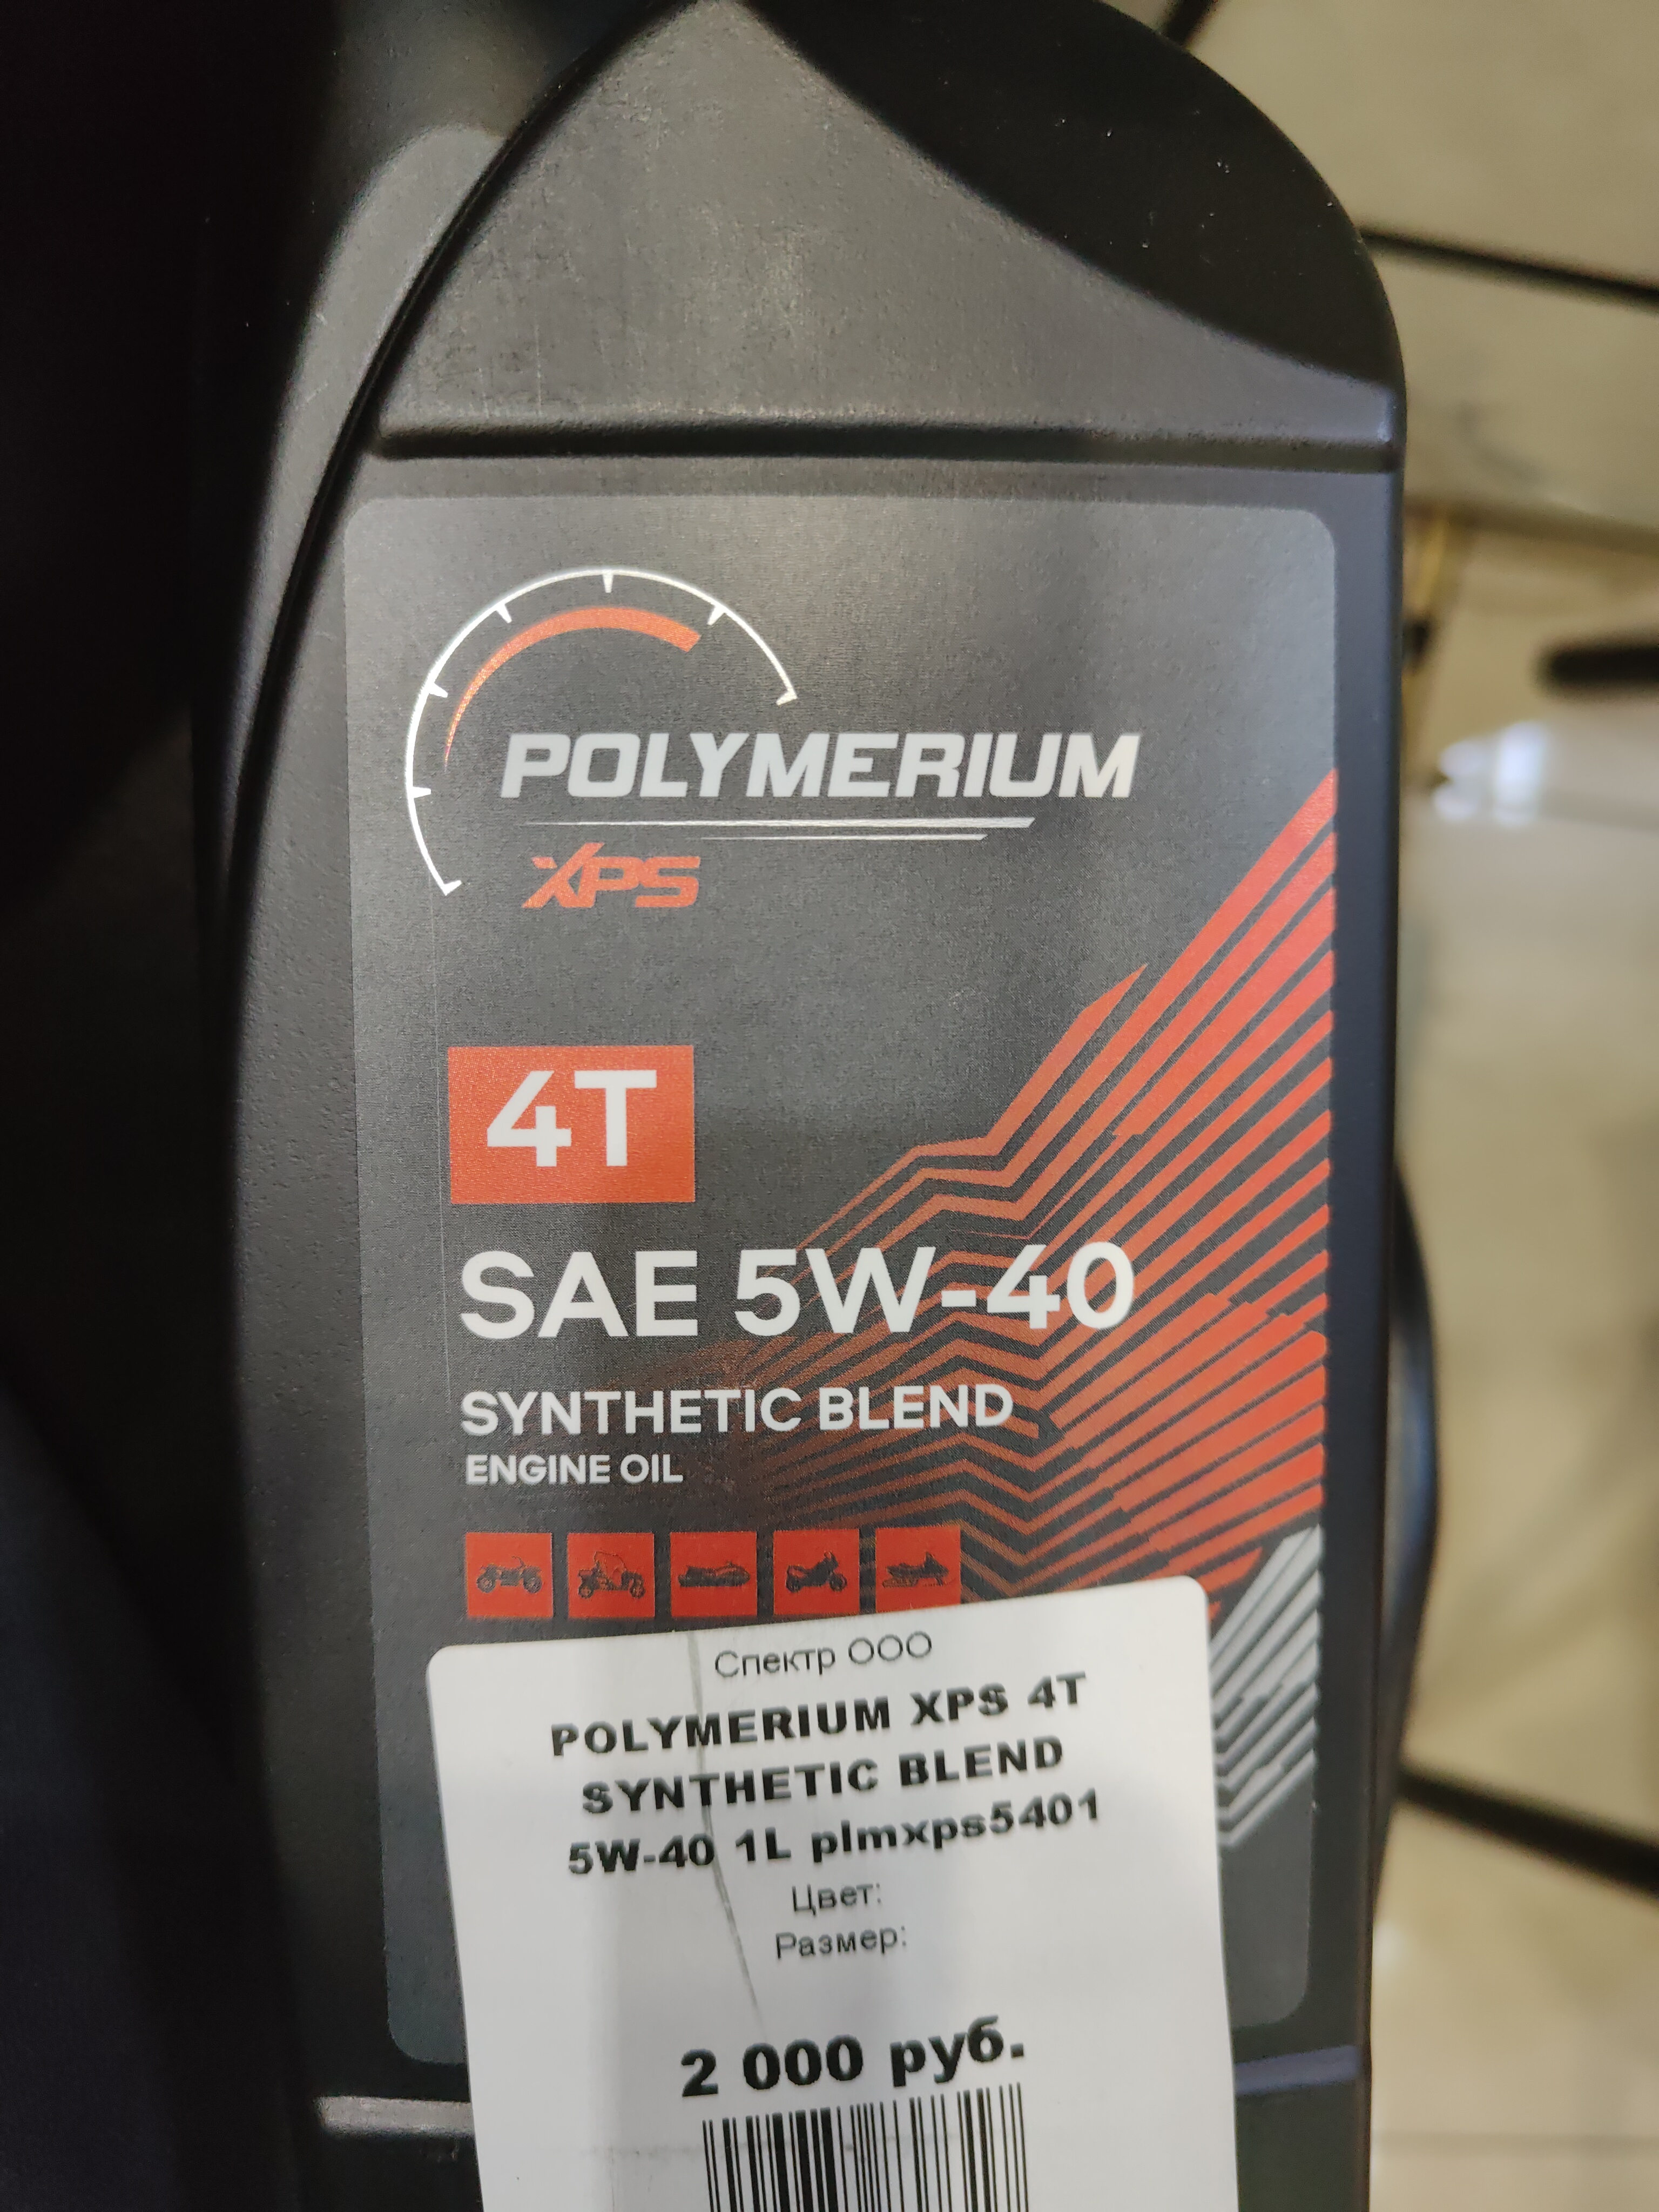 POLYMERIUM
XPS
4T
SAE 5W-40
SYNTHETIC BLEND
ENGINE OIL
Спектр ООО
POLYMERIUM XPS 4T
SYNTHETIC BLEND
5W-40 1L plmxps5401
Цвет:
Размер:
2 000 руб.